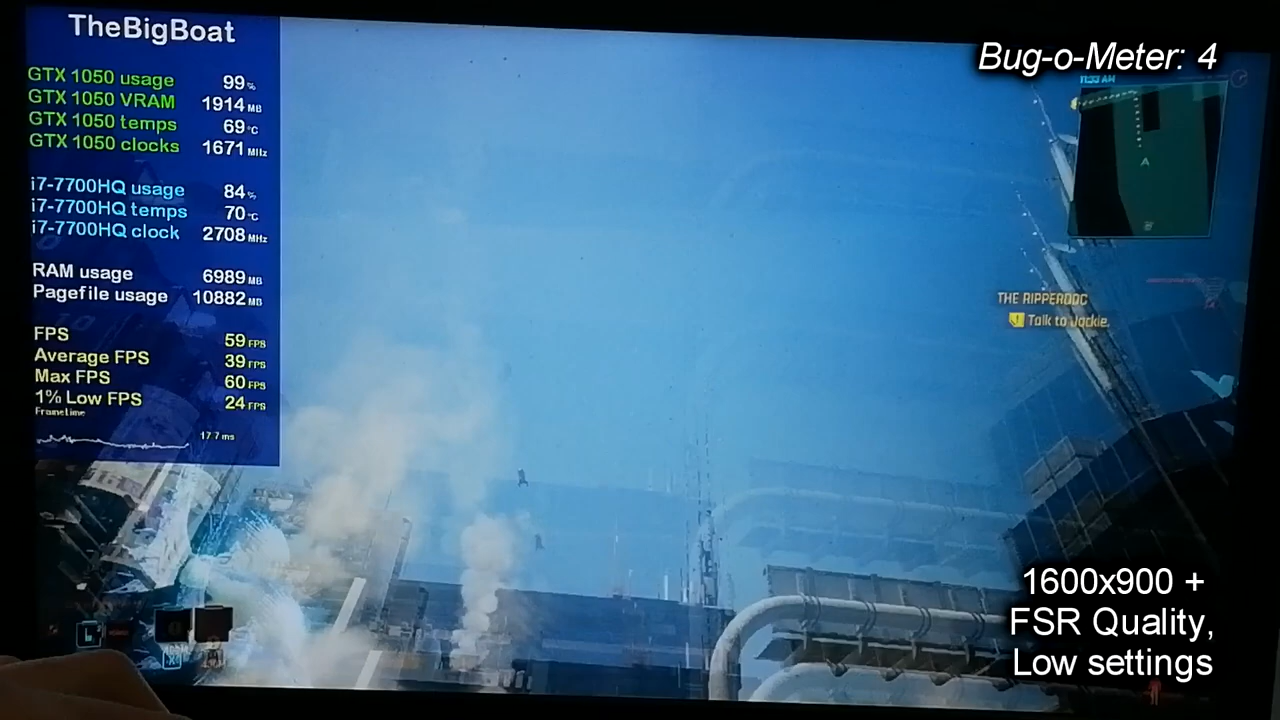 TheBigBoat
GTX 1050 usage 99%
GTX 1050 VRAM 1914 MB
GTX 1050 temps 69 °C
GTX 1050 clocks 1671 MHz
i7-7700HQ usage 84%
i7-7700HQ temps 70 °C
i7-7700HQ clock 2708 MHz
RAM usage 6989 MB
Pagefile usage 10882 MB
FPS 59 FPS
Average FPS 39 FPS
Max FPS 60 FPS
1% Low FPS 24 FPS
Frametime
17.7 ms
Bug-o-Meter: 4
11:53 AM
THE RIPPERDOC
Talk to Jackie.
L
X
1600x900 +
FSR Quality,
Low settings